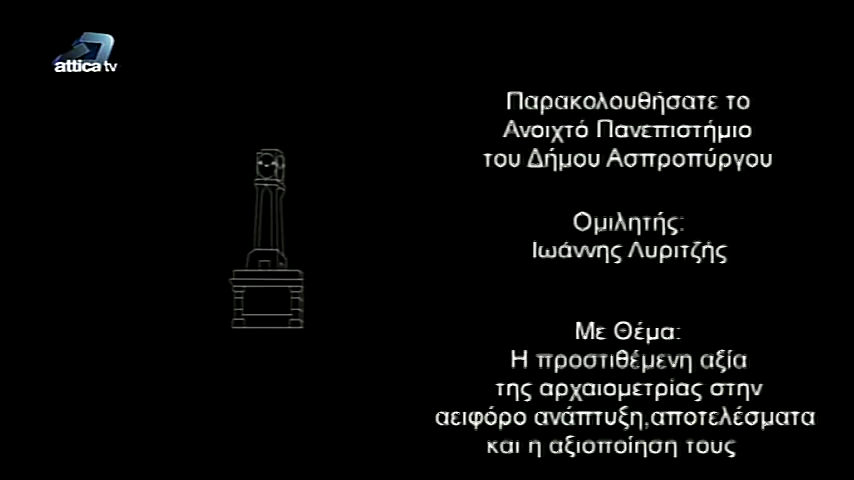 attica tv
Παρακολουθήσατε το
Ανοιχτό Πανεπιστήμιο
του Δήμου Ασπροπύργου
Ομιλητής:
Ιωάννης Λυριτζής
Με Θέμα:
Η προστιθέμενη αξία
της αρχαιομετρίας στην
αειφόρο ανάπτυξη,αποτελέσματα
και η αξιοποίηση τους